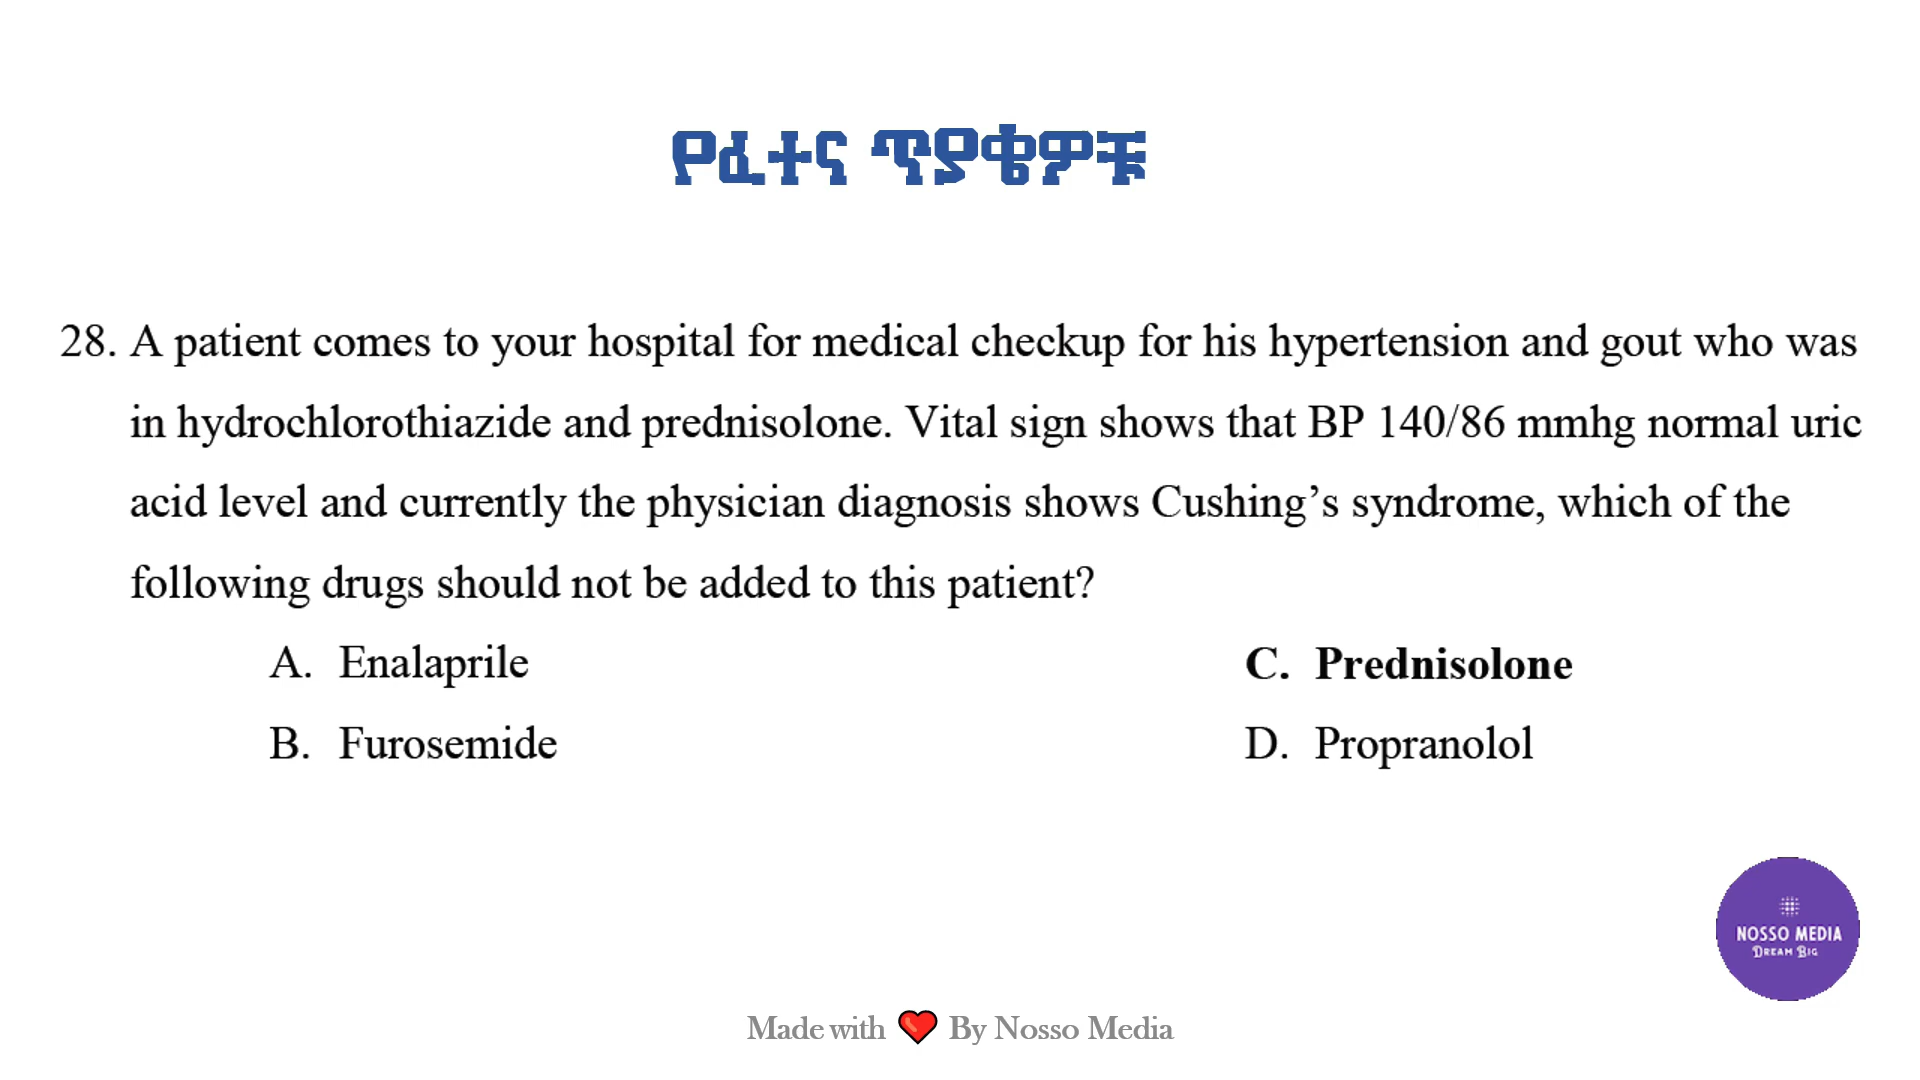 የፈተና ጥያቄዎቹ
28. A patient comes to your hospital for medical checkup for his hypertension and gout who was
in hydrochlorothiazide and prednisolone. Vital sign shows that BP 140/86 mmhg normal uric
acid level and currently the physician diagnosis shows Cushing’s syndrome, which of the
following drugs should not be added to this patient?
A. Enalaprile
C. Prednisolone
B. Furosemide
D. Propranolol
NOSSO MEDIA
DREAM BIG
Made with ❤ By Nosso Media